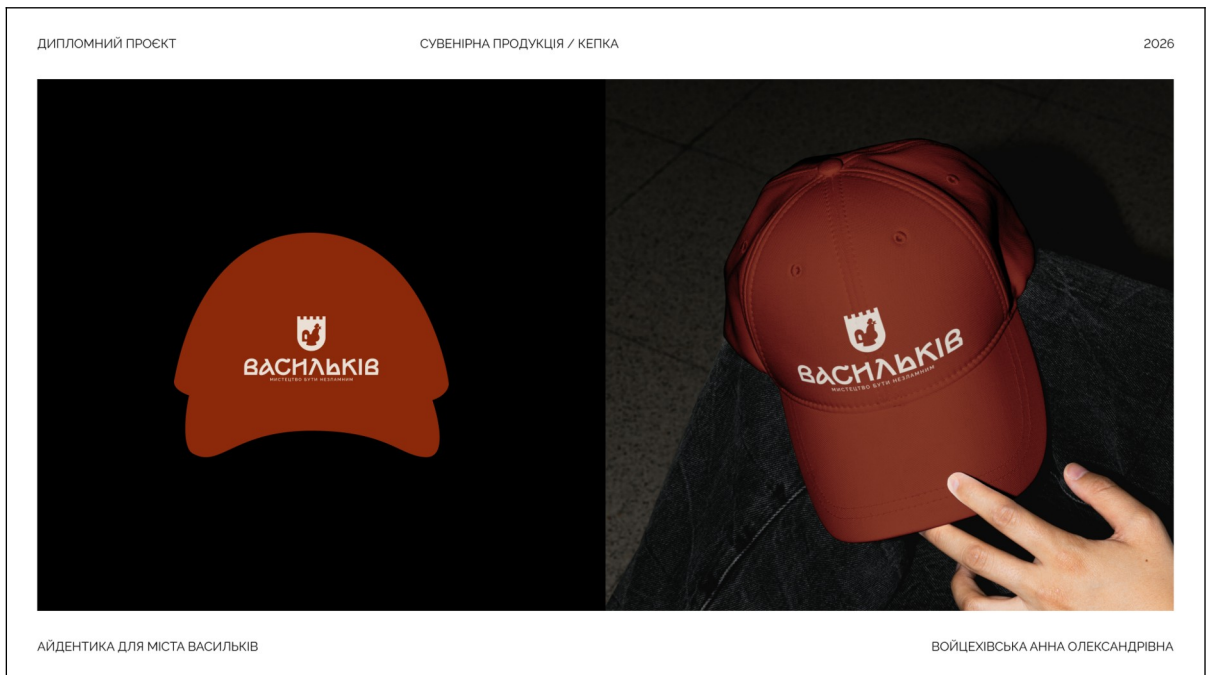 ДИПЛОМНИЙ ПРОЄКТ
СУВЕНІРНА ПРОДУКЦІЯ / КЕПКА
2026
ВАСИЛЬКІВ
МИСТЕЦТВО БУТИ НЕЗЛАМНИМ
ВАСИЛЬКІВ
МИСТЕЦТВО БУТИ НЕЗЛАМНИМ
АЙДЕНТИКА ДЛЯ МІСТА ВАСИЛЬКІВ
ВОЙЦЕХІВСЬКА АННА ОЛЕКСАНДРІВНА